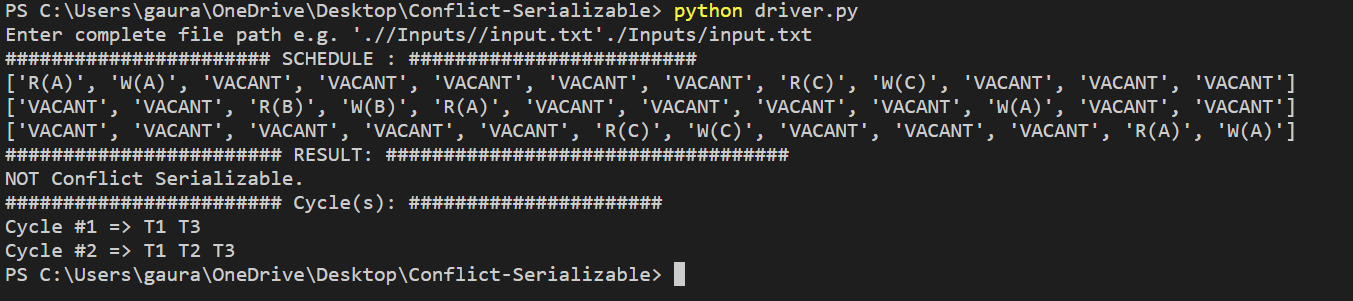 PS C:\Users\gaura\OneDrive\Desktop\Conflict-Serializable> python driver.py
Enter complete file path e.g. './/Inputs//input.txt'./Inputs/input.txt
####################### SCHEDULE : #########################
['R(A)', 'W(A)', 'VACANT', 'VACANT', 'VACANT', 'VACANT', 'VACANT', 'R(C)', 'W(C)', 'VACANT', 'VACANT', 'VACANT']
['VACANT', 'VACANT', 'R(B)', 'W(B)', 'R(A)', 'VACANT', 'VACANT', 'VACANT', 'VACANT', 'W(A)', 'VACANT', 'VACANT']
['VACANT', 'VACANT', 'VACANT', 'VACANT', 'VACANT', 'R(C)', 'W(C)', 'VACANT', 'VACANT', 'VACANT', 'R(A)', 'W(A)']
######################## RESULT: ###################################
NOT Conflict Serializable.
######################## Cycle(s): ######################
Cycle #1 => T1 T3
Cycle #2 => T1 T2 T3
PS C:\Users\gaura\OneDrive\Desktop\Conflict-Serializable>